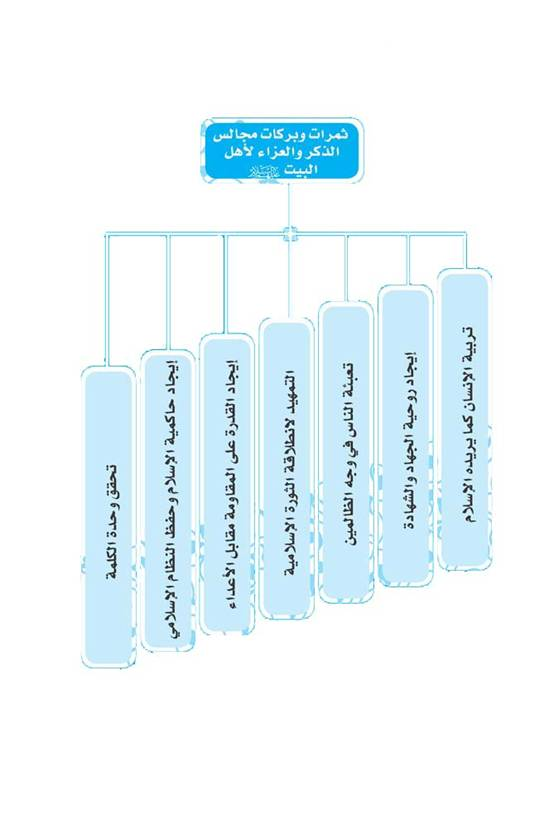 ثمرات وبركات مجالس
الذكر والعزاء لأهل
البيت
تربية الإنسان كما يريده الإسلام
إيجاد روحية الجهاد والشهادة
تعبئة الناس في وجه الظالمين
التمهيد لانطلاقة الثورة الإسلامية
إيجاد القدرة على المقاومة مقابل الأعداء
إيجاد حاكمية الإسلام وحفظ النظام الإسلامي
تحقق وحدة الكلمة